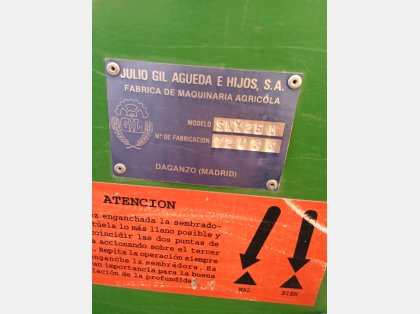 JULIO GIL AGUEDA E HIJOS, S.A.
FABRICA DE MAQUINARIA AGRICOLA
GIL
MODELO
Nº DE FABRICACION
DAGANZO (MADRID)
ATENCION
enganchada la sembrado-
lo más llano posible y
coincidir las dos puntas de
accionando sobre el tercer
. Repita la operación siempre
enganche la sembradora. Es
importancia para la buena
de la profundidad
MAL
BIEN